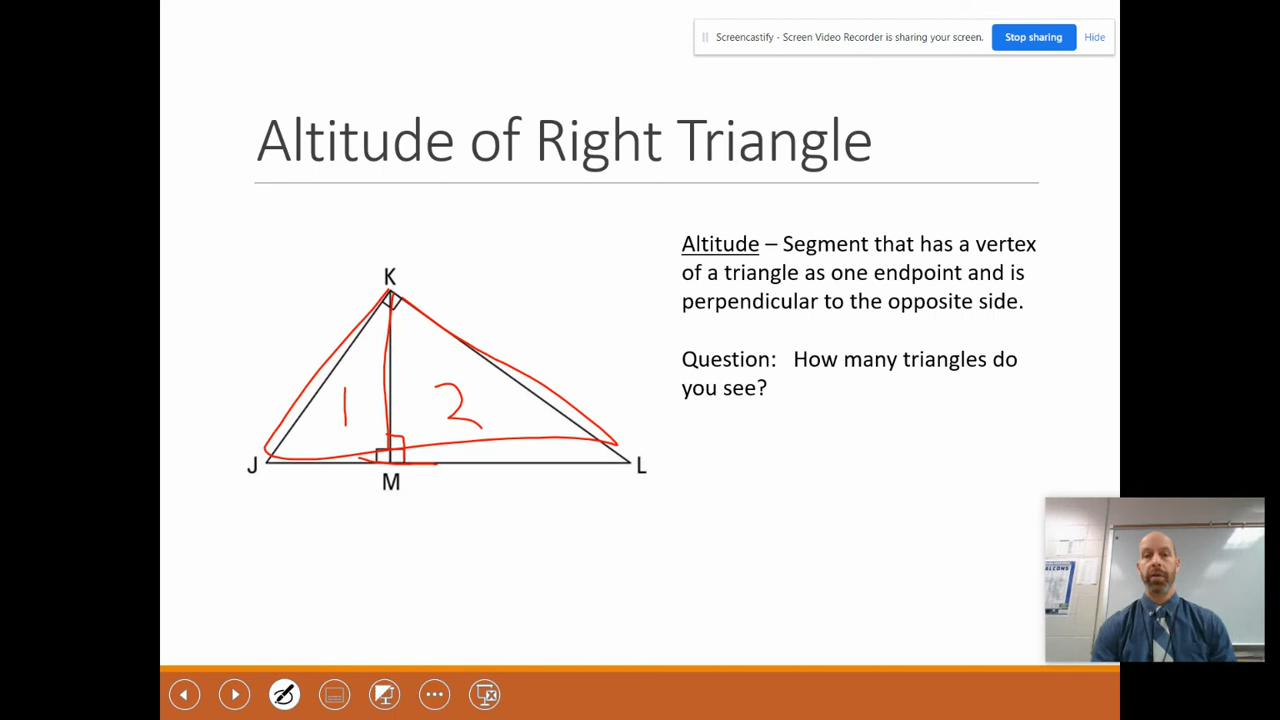 Screencastify - Screen Video Recorder is sharing your screen. Stop sharing Hide
Altitude of Right Triangle
Altitude – Segment that has a vertex
of a triangle as one endpoint and is
perpendicular to the opposite side.
Question: How many triangles do
you see?
K
1 2
J L
M
ALCONS